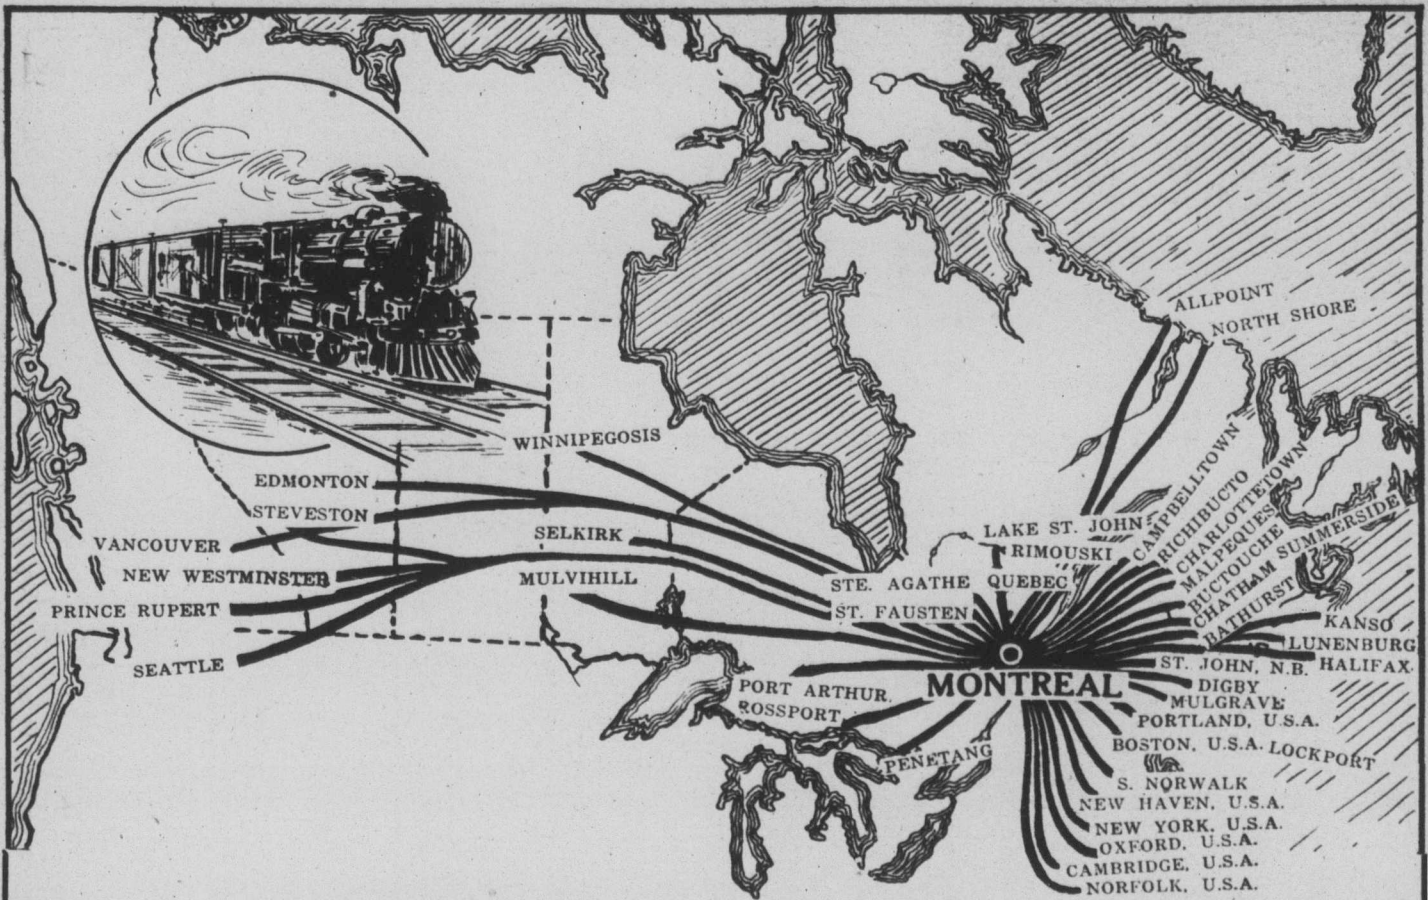 ALLPOINT
NORTH SHORE
WINNIPEGOSIS
EDMONTON
STEVESTON
VANCOUVER
SELKIRK
NEW WESTMINSTER
MULVIHILL
PRINCE RUPERT
SEATTLE
LAKE ST. JOHN
RIMOUSKI
STE. AGATHE
QUEBEC
ST. FAUSTEN
CAMPBELLTOWN
RICHIBUCTO
CHARLOTTETOWN
MALPEQUES
BUCTOUCHE
SUMMERSIDE
CHATHAM
BATHURST
KANSO
LUNENBURG
HALIFAX
ST. JOHN, N.B.
DIGBY
MULGRAVE
MONTREAL
PORT ARTHUR.
ROSSPORT
PENETANG
PORTLAND, U.S.A.
BOSTON, U.S.A.
LOCKPORT
S. NORWALK
NEW HAVEN, U.S.A.
NEW YORK, U.S.A.
OXFORD, U.S.A.
CAMBRIDGE, U.S.A.
NORFOLK, U.S.A.